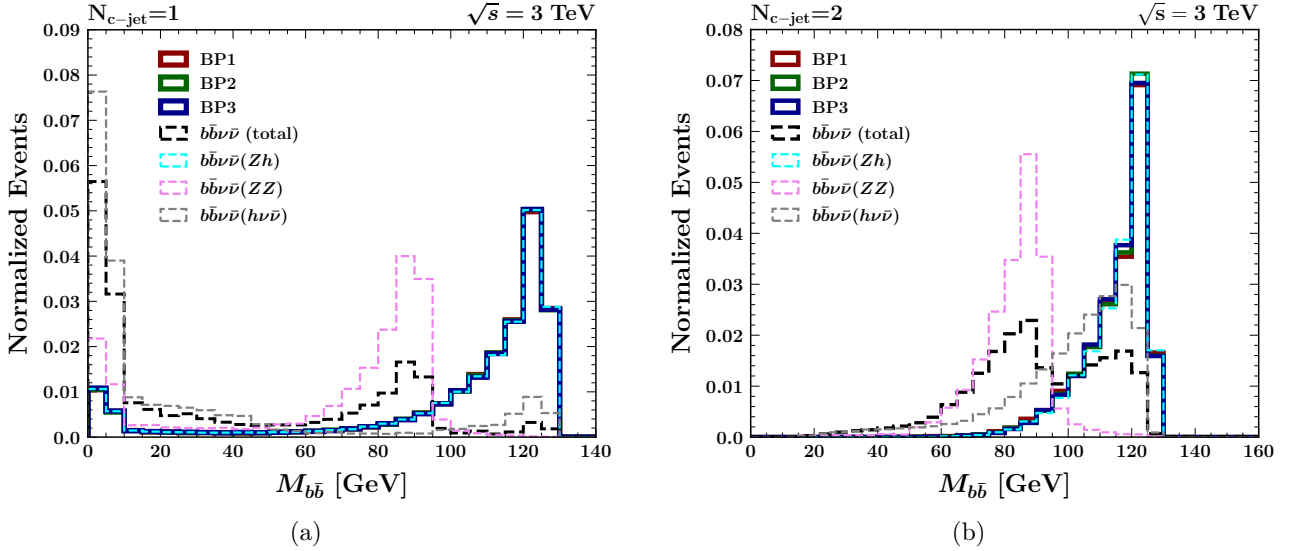 N_{c-jet}=1 √s = 3 TeV
Normalized Events
0.09
0.08
0.07
0.06
0.05
0.04
0.03
0.02
0.01
0.0
BP1
BP2
BP3
bb̄νν̄ (total)
bb̄νν̄(Zh)
bb̄νν̄(ZZ)
bb̄νν̄(hνν̄)
0 20 40 60 80 100 120 140
M_{bb̄} [GeV]
(a)
N_{c-jet}=2 √s = 3 TeV
Normalized Events
0.08
0.07
0.06
0.05
0.04
0.03
0.02
0.01
0.00
BP1
BP2
BP3
bb̄νν̄ (total)
bb̄νν̄(Zh)
bb̄νν̄(ZZ)
bb̄νν̄(hνν̄)
0 20 40 60 80 100 120 140 160
M_{bb̄} [GeV]
(b)